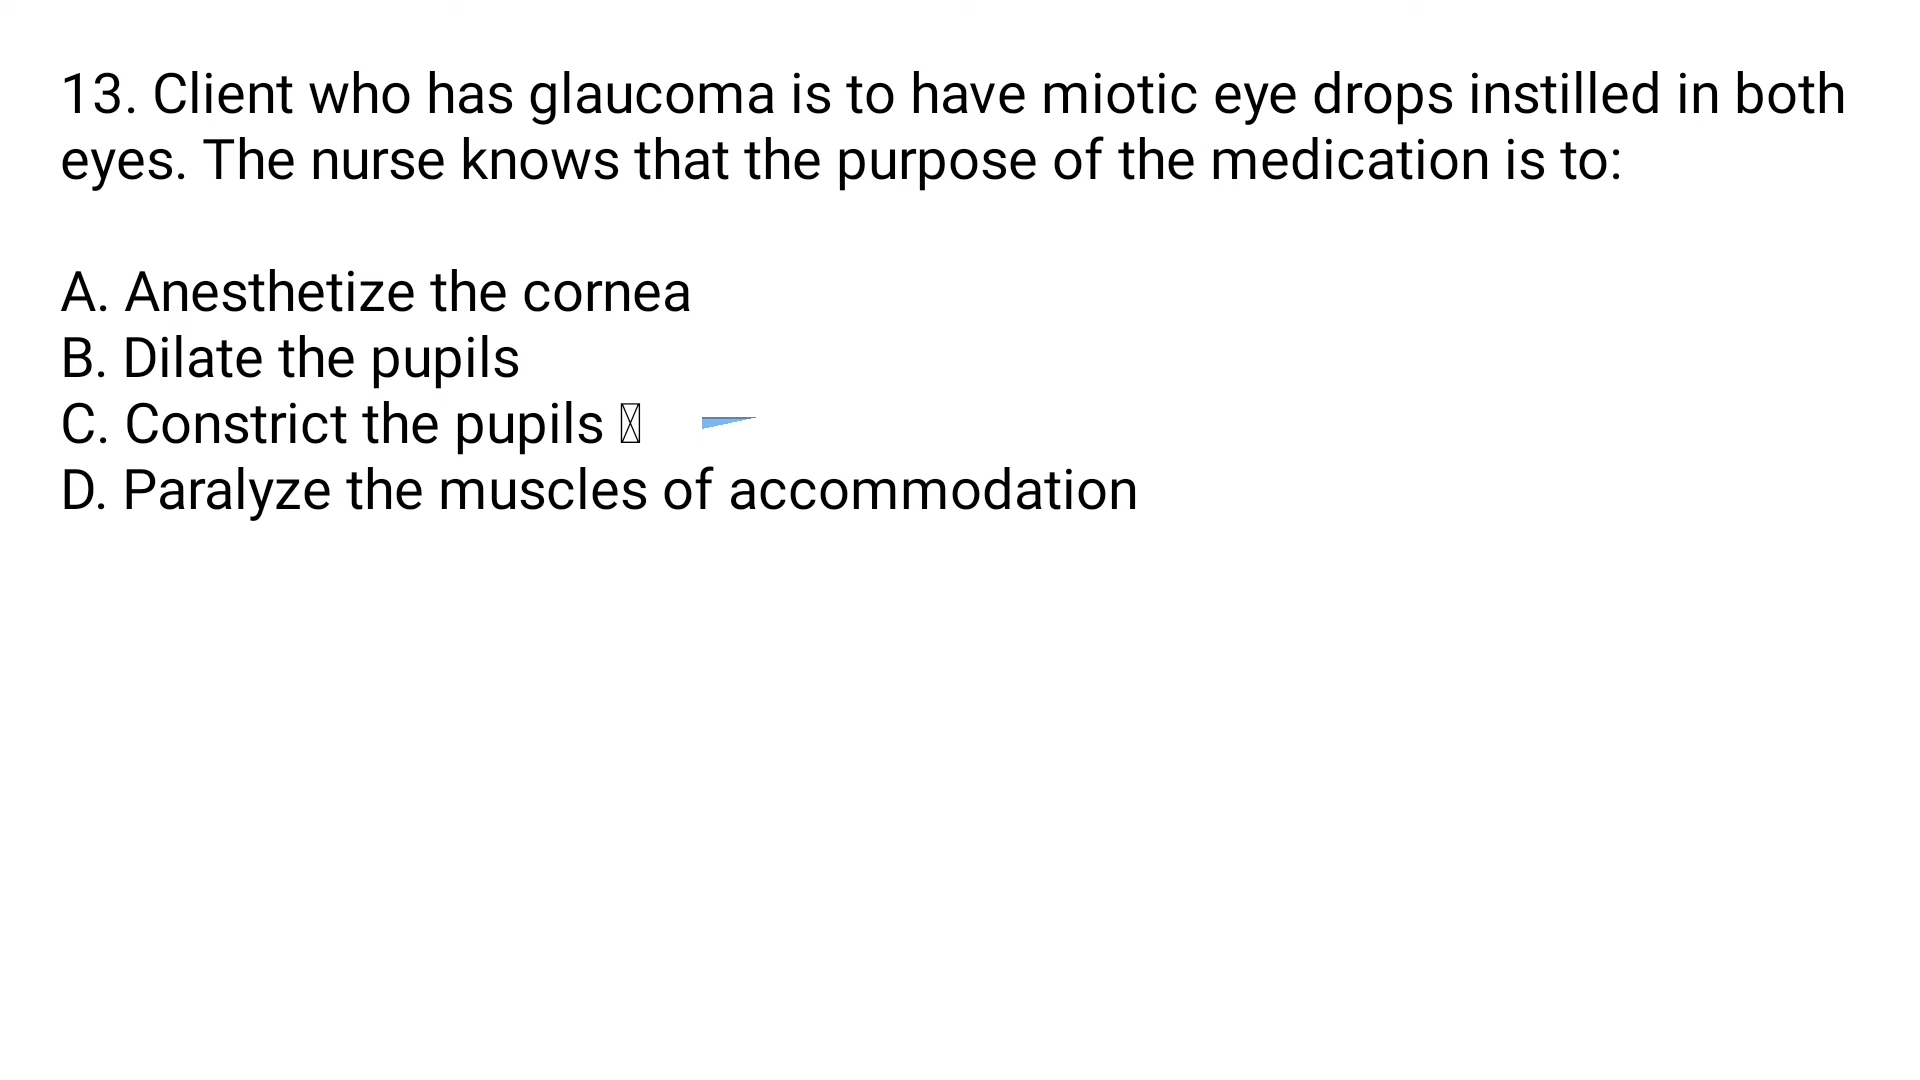 13. Client who has glaucoma is to have miotic eye drops instilled in both
eyes. The nurse knows that the purpose of the medication is to:
A. Anesthetize the cornea
B. Dilate the pupils
C. Constrict the pupils
D. Paralyze the muscles of accommodation